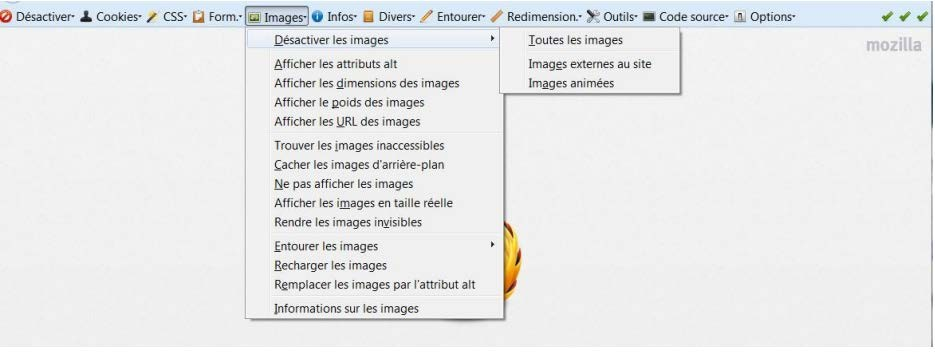 Désactiver Cookies CSS Form. Images Infos Divers Entourer Redimension. Outils Code source Options
mozilla
Désactiver les images
Toutes les images
Images externes au site
Images animées
Afficher les attributs alt
Afficher les dimensions des images
Afficher le poids des images
Afficher les URL des images
Trouver les images inaccessibles
Cacher les images d'arrière-plan
Ne pas afficher les images
Afficher les images en taille réelle
Rendre les images invisibles
Entourer les images
Recharger les images
Remplacer les images par l'attribut alt
Informations sur les images